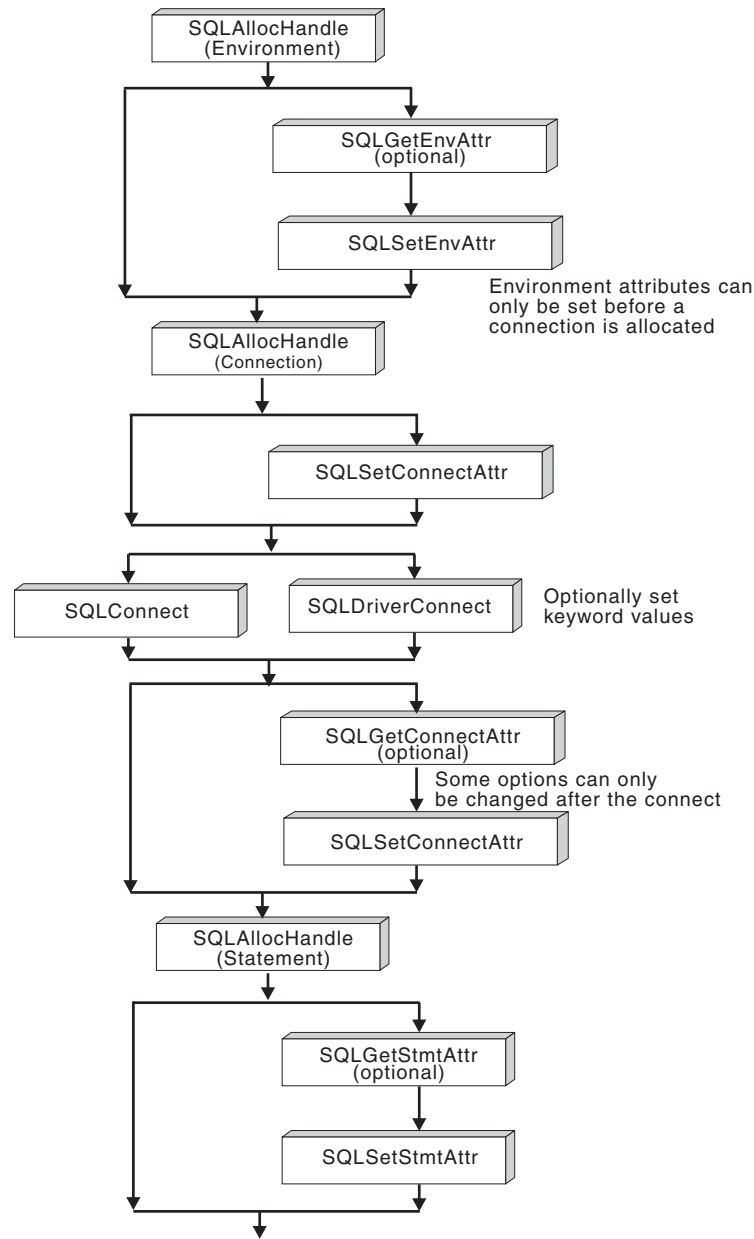 SQLAllocHandle
(Environment)
SQLGetEnvAttr
(optional)
SQLSetEnvAttr
Environment attributes can
only be set before a
connection is allocated
SQLAllocHandle
(Connection)
SQLSetConnectAttr
SQLConnect
SQLDriverConnect
Optionally set
keyword values
SQLGetConnectAttr
(optional)
Some options can only
be changed after the connect
SQLSetConnectAttr
SQLAllocHandle
(Statement)
SQLGetStmtAttr
(optional)
SQLSetStmtAttr